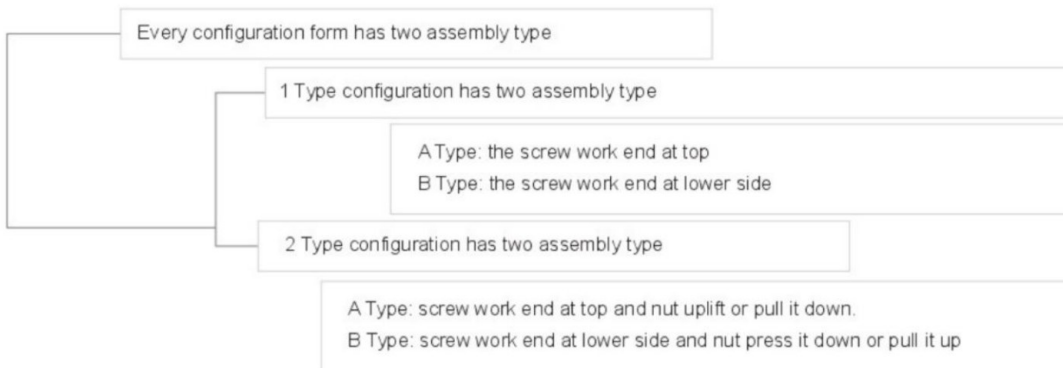 Every configuration form has two assembly type
1 Type configuration has two assembly type
A Type: the screw work end at top
B Type: the screw work end at lower side
2 Type configuration has two assembly type
A Type: screw work end at top and nut uplift or pull it down.
B Type: screw work end at lower side and nut press it down or pull it up